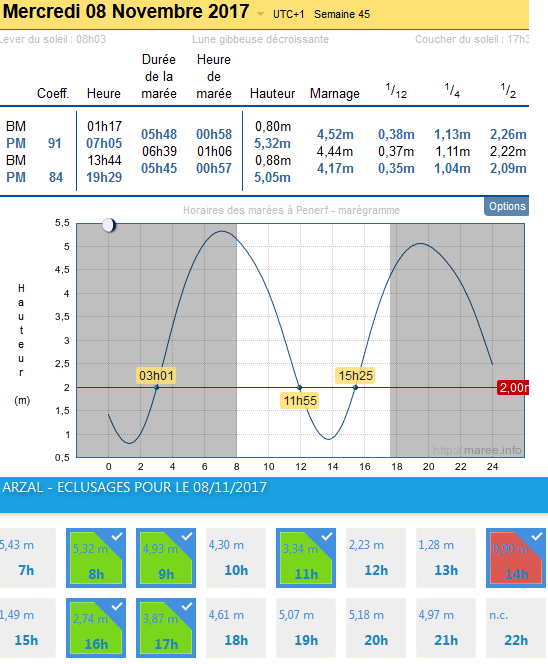 Mercredi 08 Novembre 2017 UTC+1 Semaine 45
Lever du soleil : 08h03 Lune gibbeuse décroissante Coucher du soleil : 17h3
Durée Heure
de la de
Coeff. Heure marée marée Hauteur Marnage 1/12 1/4 1/2
BM 01h17 0,80m
PM 91 07h05 05h48 00h58 5,32m 4,52m 0,38m 1,13m 2,26m
BM 13h44 06h39 01h06 0,88m 4,44m 0,37m 1,11m 2,22m
PM 84 19h29 05h45 00h57 5,05m 4,17m 0,35m 1,04m 2,09m
Options
Horaires des marées à Penerf - marégramme
5,5
5
4,5
4
3,5
3
2,5
2
1,5
1
0,5
Hauteur
(m)
03h01 15h25
2,00m
11h55
http://maree.info
0 2 4 6 8 10 12 14 16 18 20 22 24
ARZAL - ECLUSAGES POUR LE 08/11/2017
5,43 m 5,32 m 4,93 m 4,30 m 3,34 m 2,23 m 1,28 m 0,90 m
7h 8h 9h 10h 11h 12h 13h 14h
1,49 m 2,74 m 3,87 m 4,61 m 5,07 m 5,18 m 4,97 m n.c.
15h 16h 17h 18h 19h 20h 21h 22h